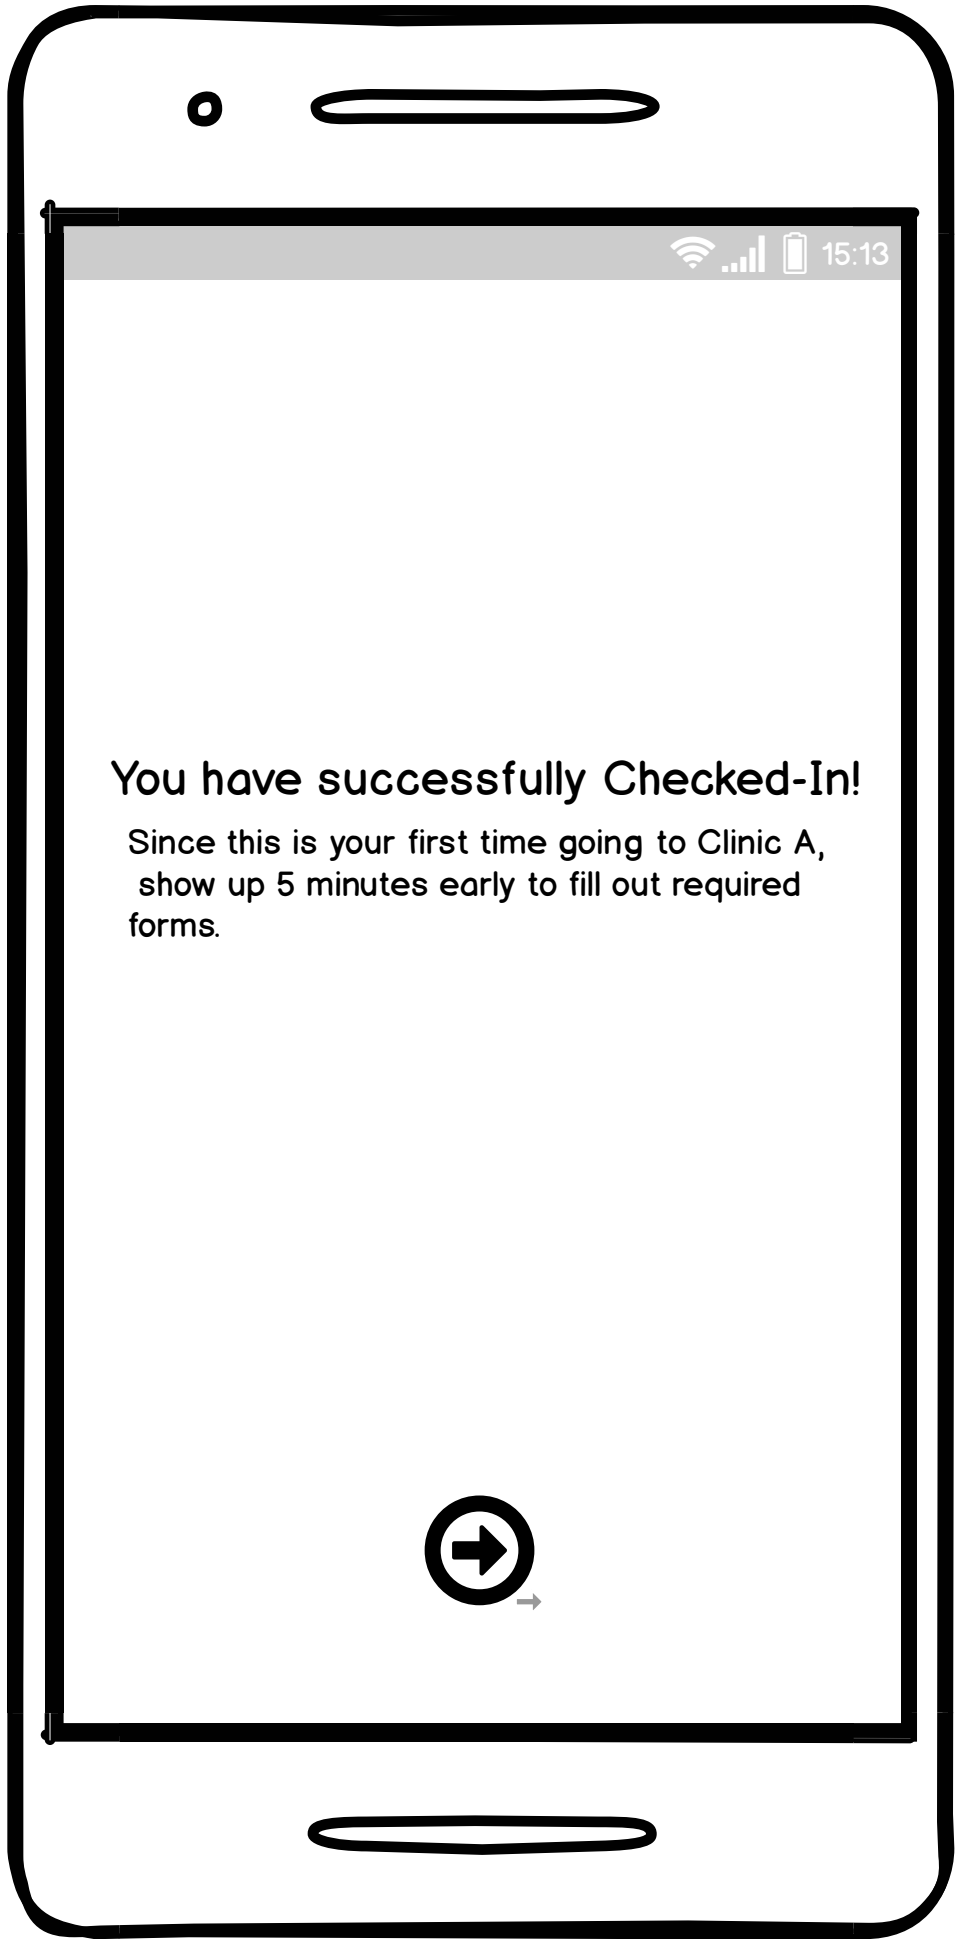 15:13
You have successfully Checked-In!
Since this is your first time going to Clinic A,
show up 5 minutes early to fill out required
forms.